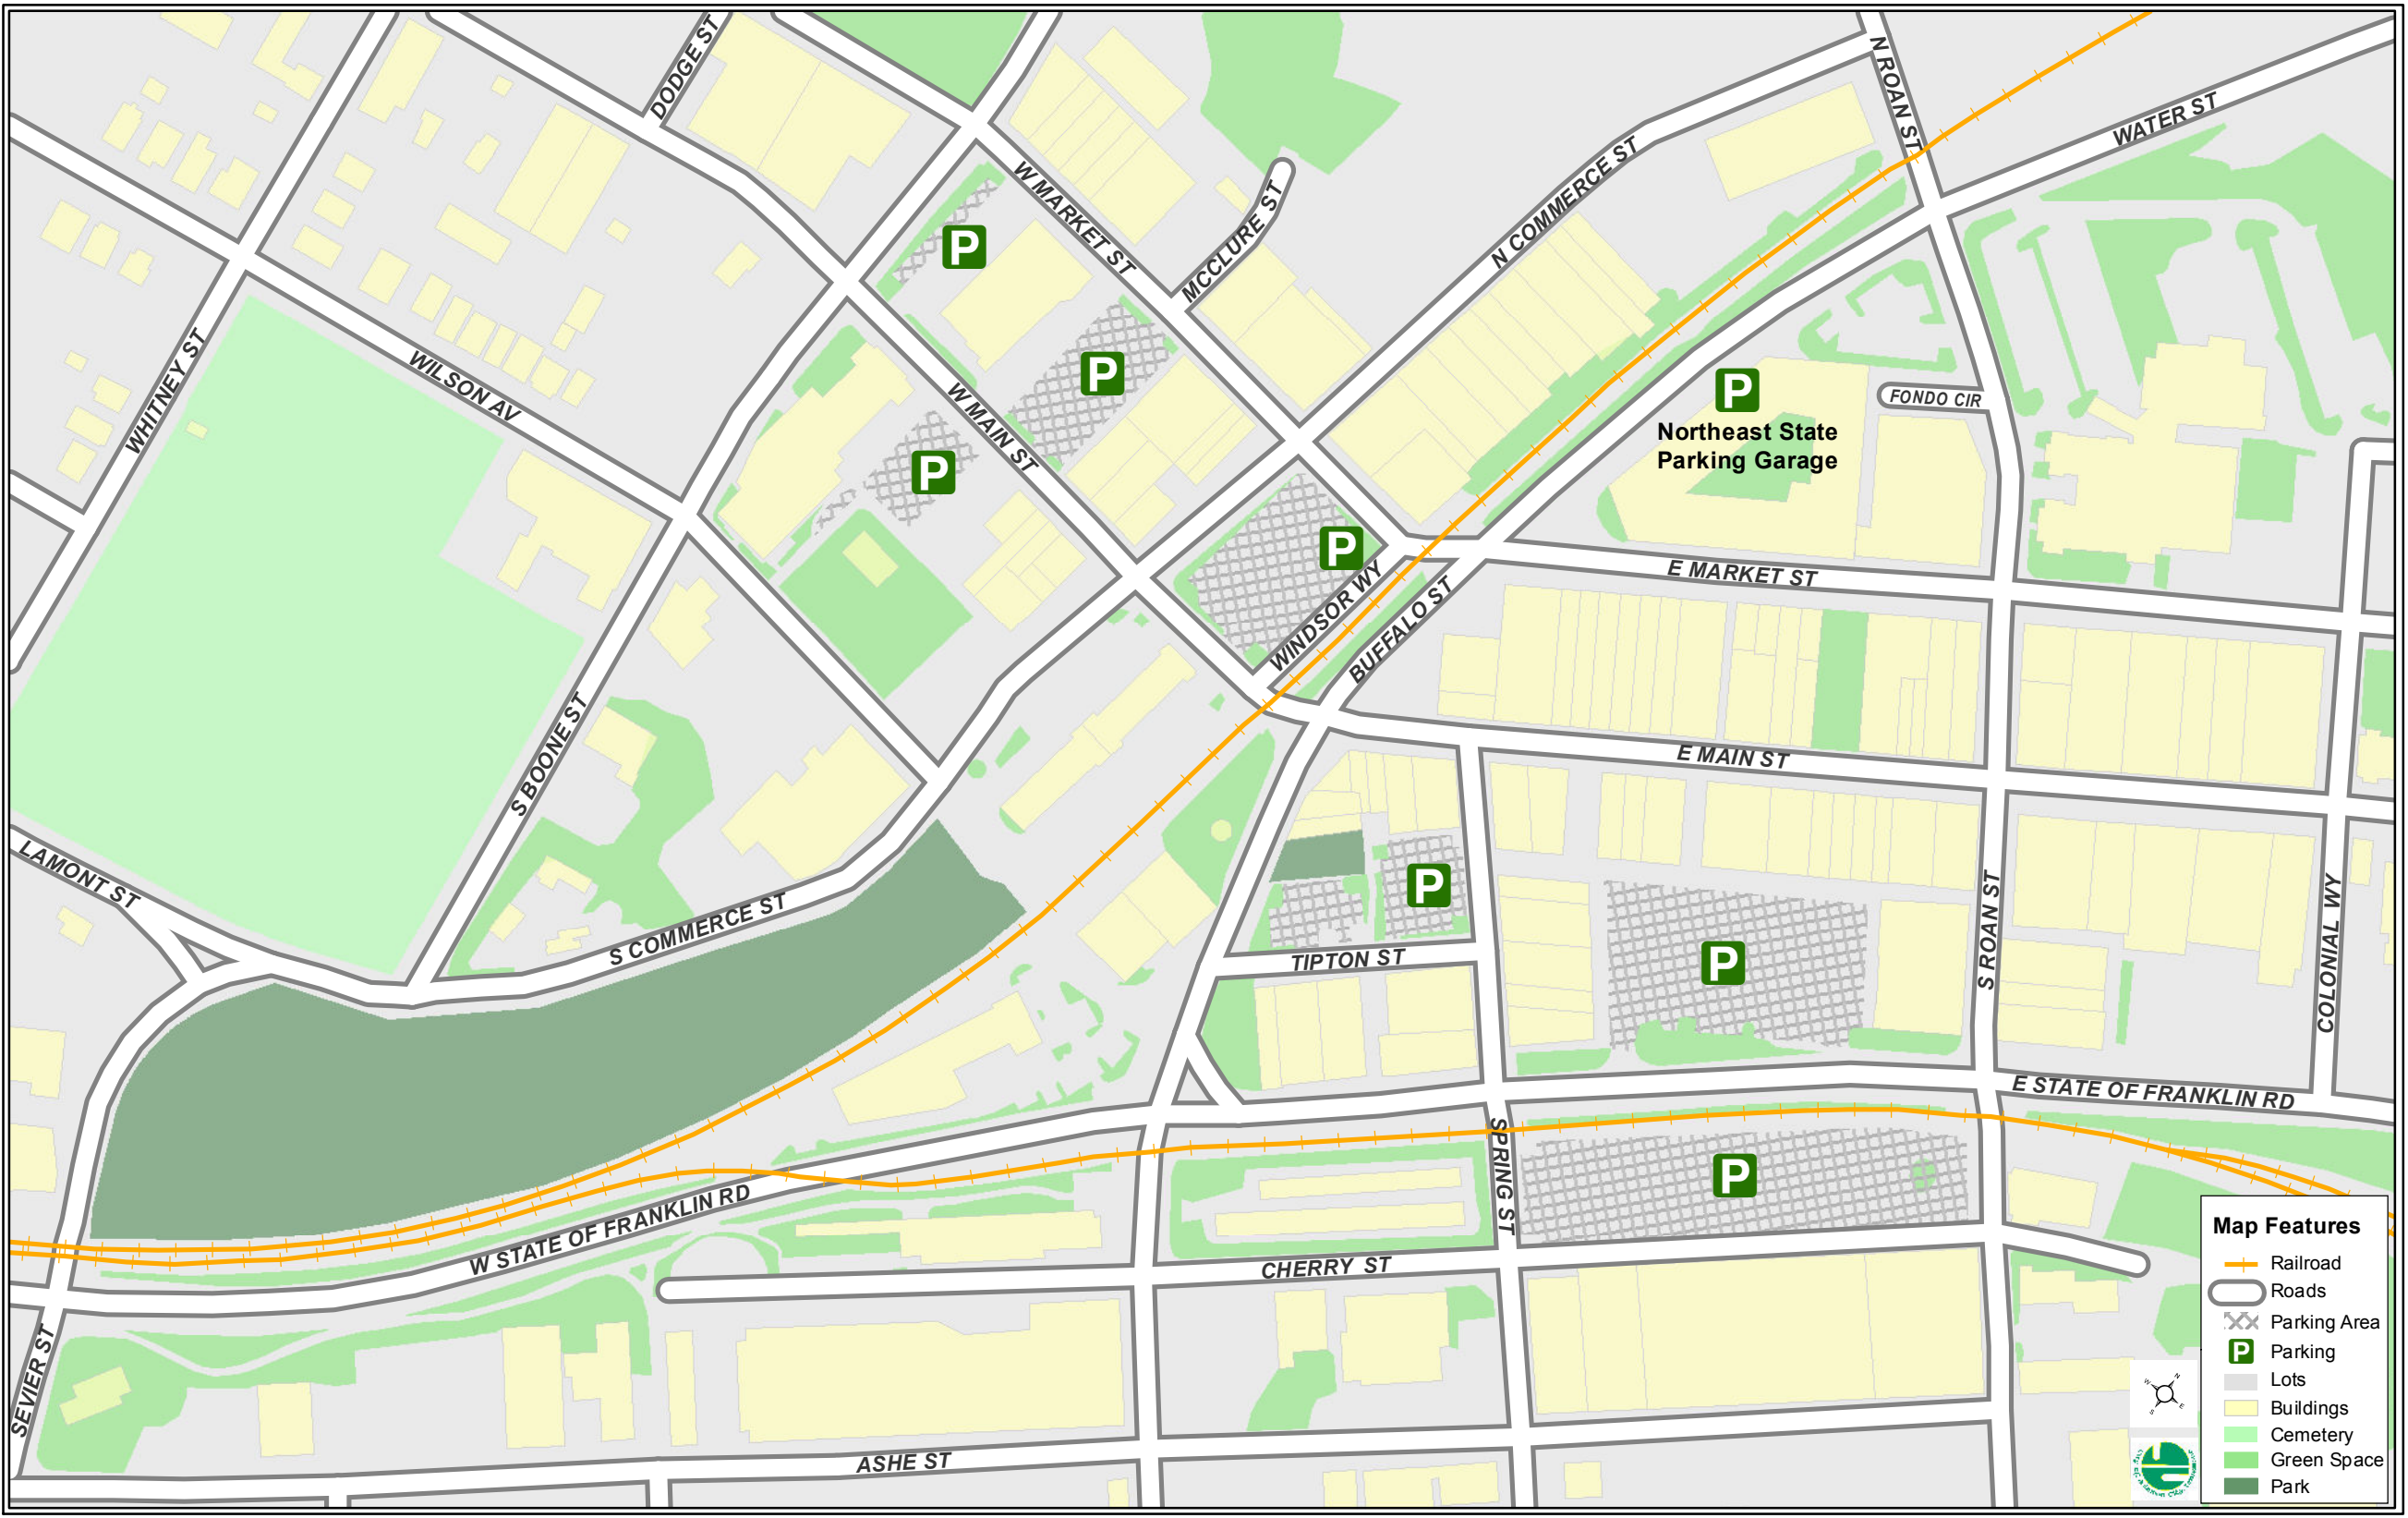 DODGE ST
N ROAN ST
WATER ST
W MARKET ST
MCCLURE ST
N COMMERCE ST
P
P
P
WHITNEY ST
WILSON AV
W MAIN ST
P
Northeast State
Parking Garage
FONDO CIR
P
E MARKET ST
WINDSOR WY
BUFFALO ST
S BOONE ST
E MAIN ST
LAMONT ST
S COMMERCE ST
P
TIPTON ST
P
S ROAN ST
COLONIAL WY
E STATE OF FRANKLIN RD
SPRING ST
P
W STATE OF FRANKLIN RD
CHERRY ST
SEVIER ST
ASHE ST
Map Features
Railroad
Roads
Parking Area
P Parking
Lots
Buildings
Cemetery
Green Space
Park
N
W
E
S